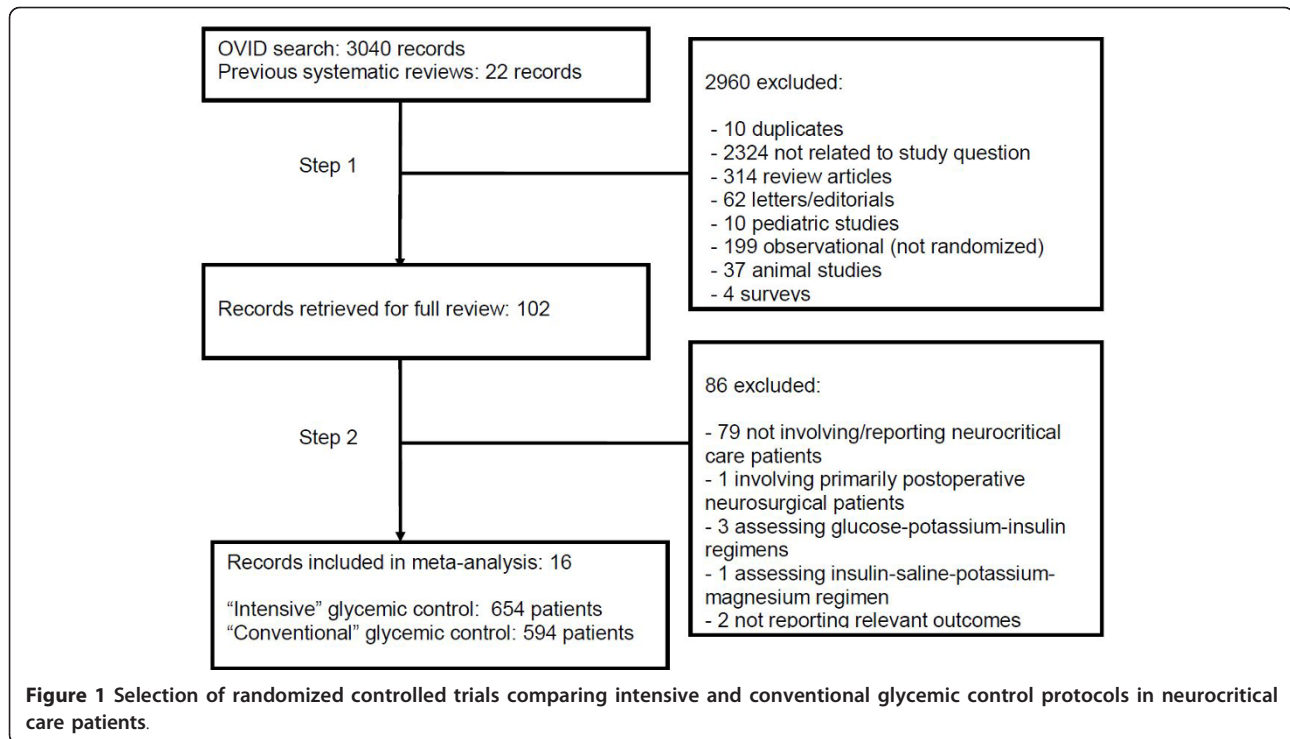 OVID search: 3040 records
Previous systematic reviews: 22 records
2960 excluded:
- 10 duplicates
- 2324 not related to study question
- 314 review articles
- 62 letters/editorials
- 10 pediatric studies
- 199 observational (not randomized)
- 37 animal studies
- 4 surveys
Step 1
Records retrieved for full review: 102
86 excluded:
- 79 not involving/reporting neurocritical
care patients
- 1 involving primarily postoperative
neurosurgical patients
- 3 assessing glucose-potassium-insulin
regimens
- 1 assessing insulin-saline-potassium-
magnesium regimen
- 2 not reporting relevant outcomes
Step 2
Records included in meta-analysis: 16
“Intensive” glycemic control: 654 patients
“Conventional” glycemic control: 594 patients
Figure 1 Selection of randomized controlled trials comparing intensive and conventional glycemic control protocols in neurocritical
care patients.